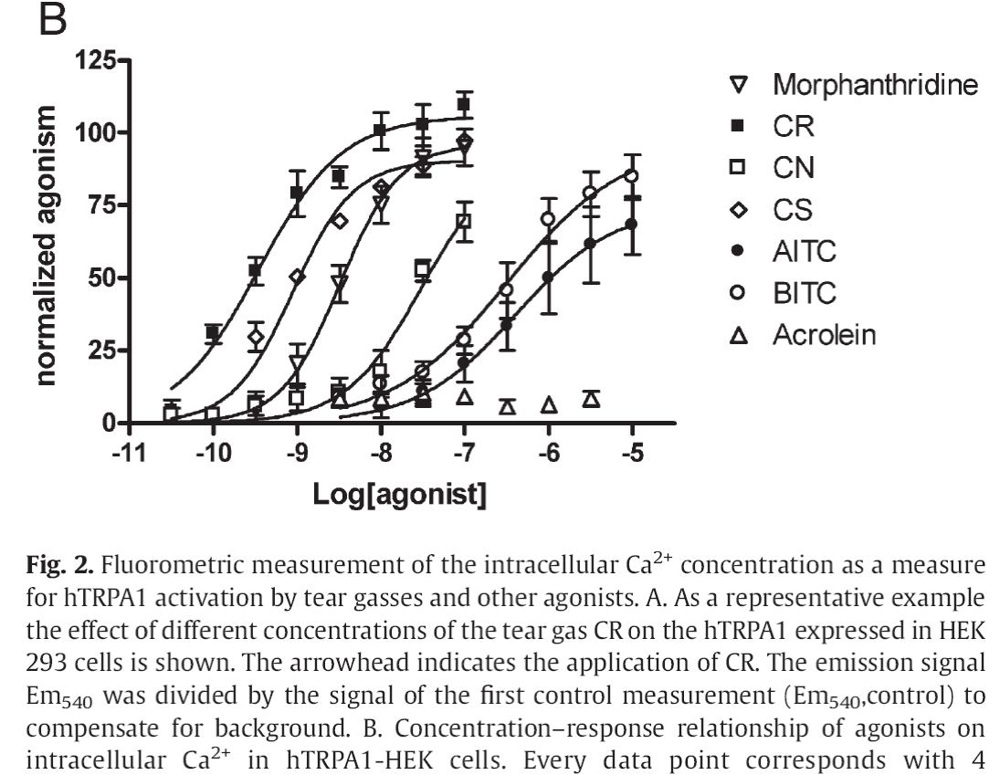 B
125
100
75
50
25
0
normalized agonism
-11 -10 -9 -8 -7 -6 -5
Log[agonist]
Morphanthridine
CR
CN
CS
AITC
BITC
Acrolein
Fig. 2. Fluorometric measurement of the intracellular Ca²⁺ concentration as a measure
for hTRPA1 activation by tear gasses and other agonists. A. As a representative example
the effect of different concentrations of the tear gas CR on the hTRPA1 expressed in HEK
293 cells is shown. The arrowhead indicates the application of CR. The emission signal
Em₅₄₀ was divided by the signal of the first control measurement (Em₅₄₀,control) to
compensate for background. B. Concentration–response relationship of agonists on
intracellular Ca²⁺ in hTRPA1-HEK cells. Every data point corresponds with 4